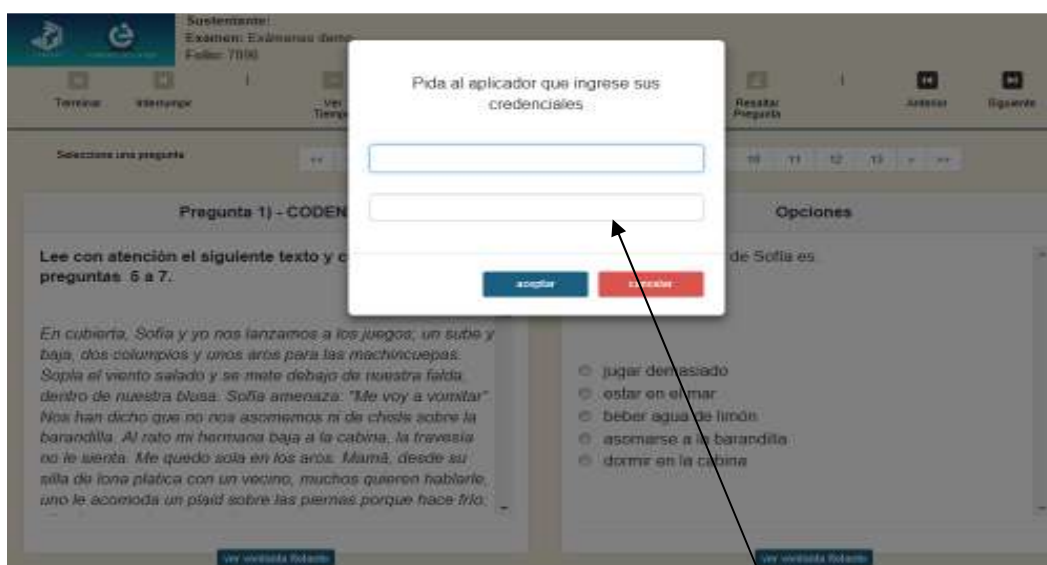 Sustentante:
Examen: Exámenes demo
Folio: 7098
Terminar
Interrumpir
Ver
Tiempo
Resaltar
Pregunta
Anterior
Siguiente
Seleccione una pregunta
<<
10 11 12 13 > >>
Pida al aplicador que ingrese sus
credenciales
aceptar
cancelar
Pregunta 1) - CODEN
Lee con atención el siguiente texto y c
preguntas 5 a 7.
En cubierta, Sofía y yo nos lanzamos a los juegos; un sube y
baja, dos columpios y unos aros para las machincuepas.
Sopla el viento salado y se mete debajo de nuestra falda,
dentro de nuestra blusa. Sofía amenaza: "Me voy a vomitar".
Nos han dicho que no nos asomemos ni de chiste sobre la
barandilla. Al rato mi hermana baja a la cabina, la travesía
no le sienta. Me quedo sola en los aros. Mamá, desde su
silla de lona platica con un vecino, muchos quieren hablarle,
uno le acomoda un plaid sobre las piernas porque hace frío;
ver ventana flotante
Opciones
de Sofía es
jugar demasiado
estar en el mar
beber agua de limón
asomarse a la barandilla
dormir en la cabina
ver ventana flotante